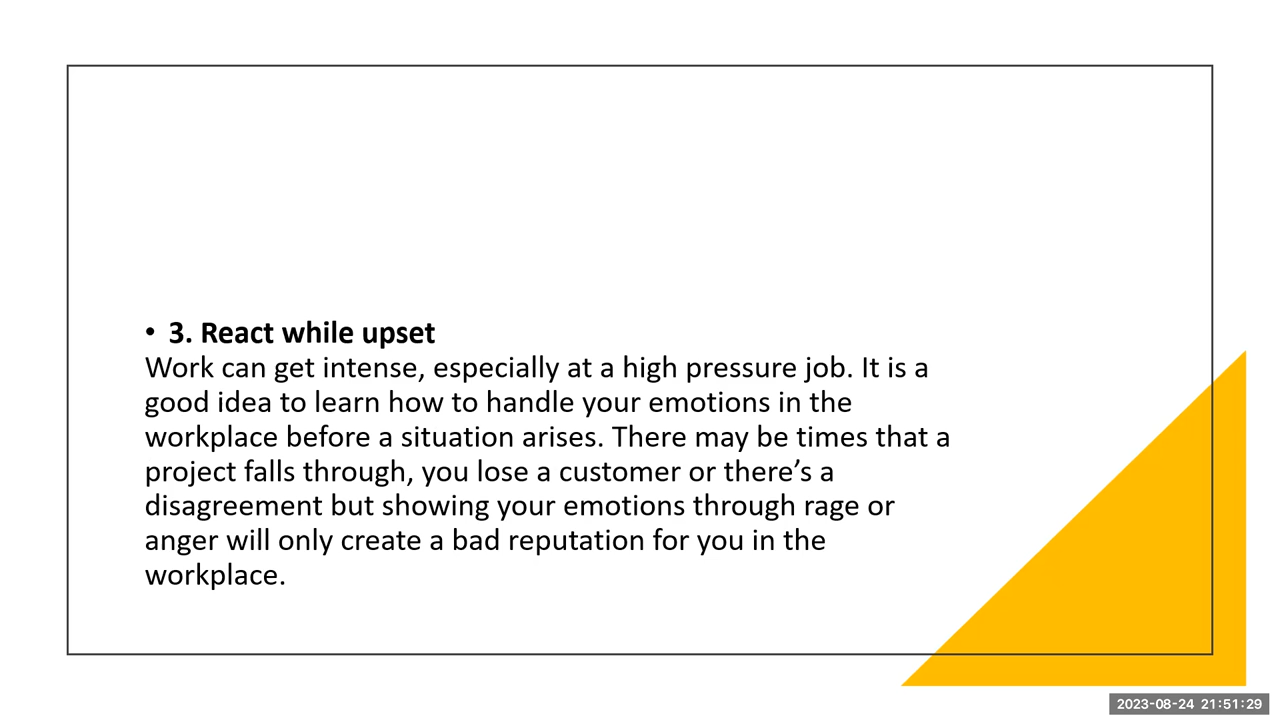 • 3. React while upset
Work can get intense, especially at a high pressure job. It is a
good idea to learn how to handle your emotions in the
workplace before a situation arises. There may be times that a
project falls through, you lose a customer or there’s a
disagreement but showing your emotions through rage or
anger will only create a bad reputation for you in the
workplace.
2023-08-24 21:51:29